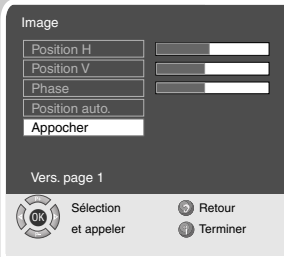 Image
Position H
Position V
Phase
Position auto.
Appocher
Vers. page 1
OK
Sélection
et appeler
Retour
Terminer